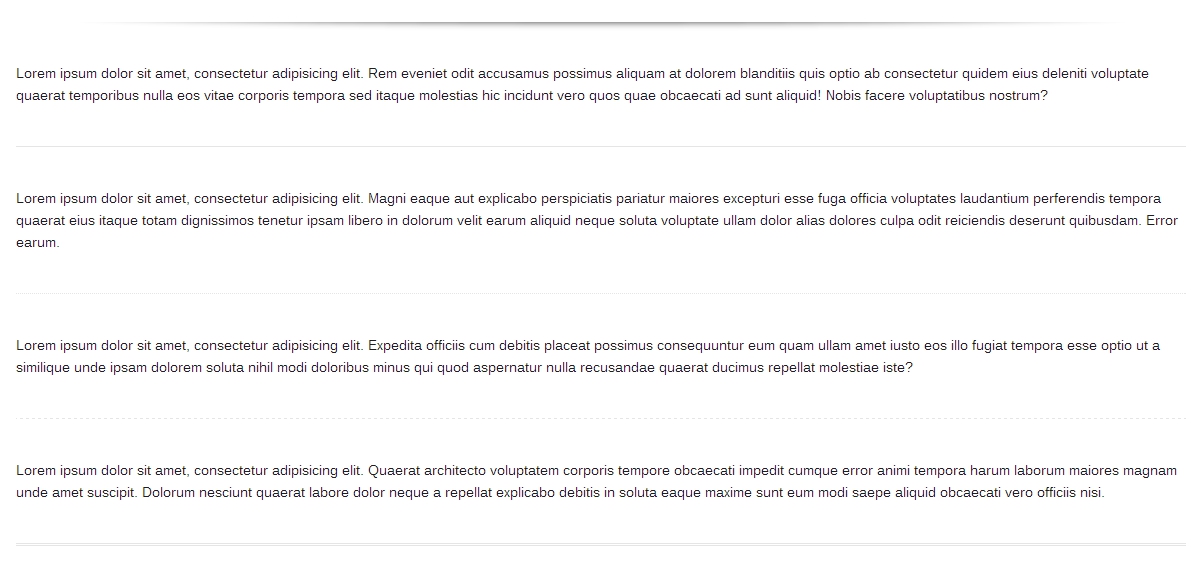 Lorem ipsum dolor sit amet, consectetur adipisicing elit. Rem eveniet odit accusamus possimus aliquam at dolorem blanditiis quis optio ab consectetur quidem eius deleniti voluptate
quaerat temporibus nulla eos vitae corporis tempora sed itaque molestias hic incidunt vero quos quae obcaecati ad sunt aliquid! Nobis facere voluptatibus nostrum?
Lorem ipsum dolor sit amet, consectetur adipisicing elit. Magni eaque aut explicabo perspiciatis pariatur maiores excepturi esse fuga officia voluptates laudantium perferendis tempora
quaerat eius itaque totam dignissimos tenetur ipsam libero in dolorum velit earum aliquid neque soluta voluptate ullam dolor alias dolores culpa odit reiciendis deserunt quibusdam. Error
earum.
Lorem ipsum dolor sit amet, consectetur adipisicing elit. Expedita officiis cum debitis placeat possimus consequuntur eum quam ullam amet iusto eos illo fugiat tempora esse optio ut a
similique unde ipsam dolorem soluta nihil modi doloribus minus qui quod aspernatur nulla recusandae quaerat ducimus repellat molestiae iste?
Lorem ipsum dolor sit amet, consectetur adipisicing elit. Quaerat architecto voluptatem corporis tempore obcaecati impedit cumque error animi tempora harum laborum maiores magnam
unde amet suscipit. Dolorum nesciunt quaerat labore dolor neque a repellat explicabo debitis in soluta eaque maxime sunt eum modi saepe aliquid obcaecati vero officiis nisi.